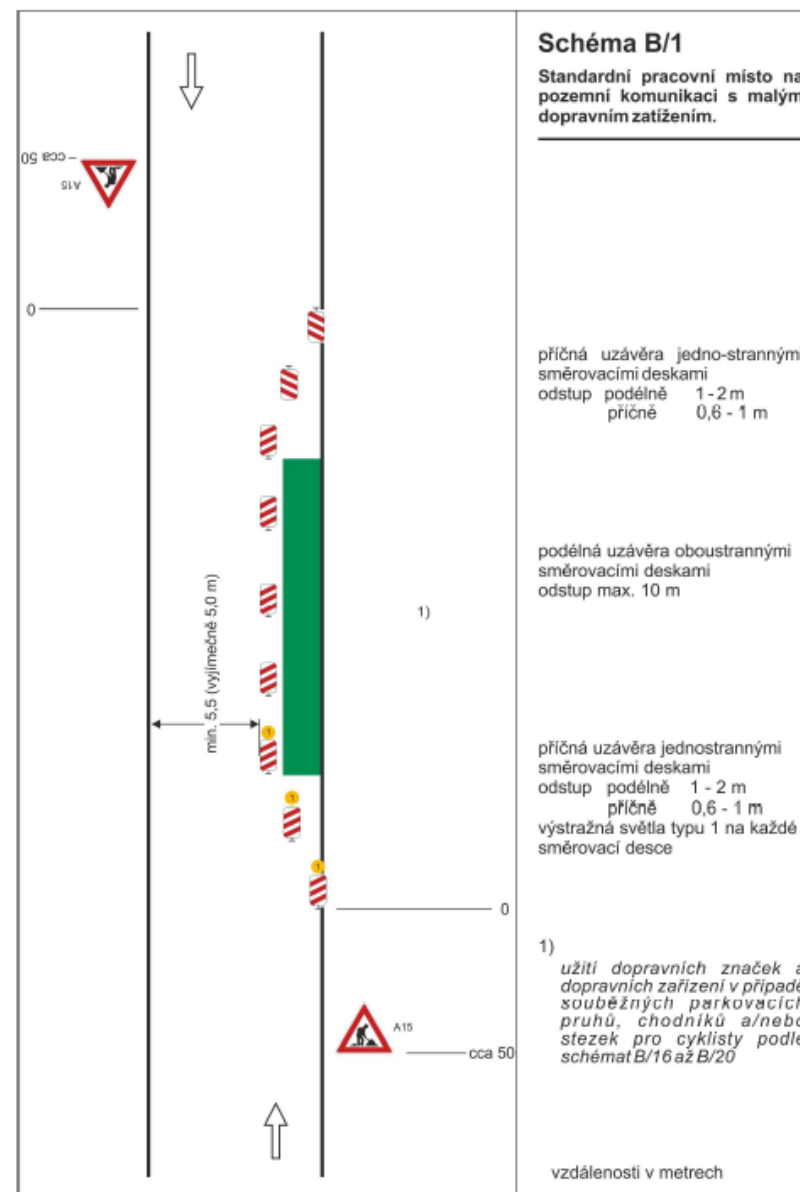 Schéma B/1
Standardní pracovní místo na
pozemní komunikaci s malým
dopravním zatížením.
cca 50
A15
0
příčná uzávěra jedno-strannými
směrovacími deskami
odstup podélně 1 - 2 m
příčně 0,6 - 1 m
podélná uzávěra oboustrannými
směrovacími deskami
odstup max. 10 m
min. 5,5 (vyjímečně 5,0 m)
1)
příčná uzávěra jednostrannými
směrovacími deskami
odstup podélně 1 - 2 m
příčně 0,6 - 1 m
výstražná světla typu 1 na každé
směrovací desce
1
1
1
0
A15
cca 50
1)
užití dopravních značek a
dopravních zařízení v případě
souběžných parkovacích
pruhů, chodníků a/nebo
stezek pro cyklisty podle
schémat B/16 až B/20
vzdálenosti v metrech